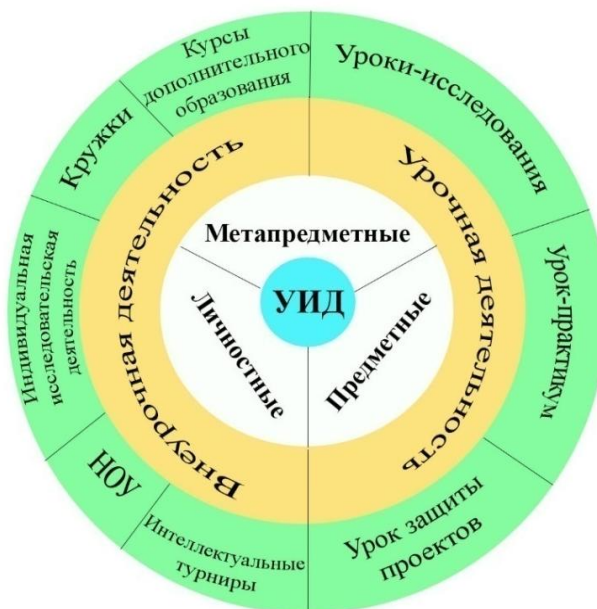 Курсы
дополнительного
образования
Уроки-исследования
Кружки
Внеурочная деятельность
Урочная деятельность
Метапредметные
УИД
Личностные
Предметные
Индивидуальная
исследовательская
деятельность
Урок-практикум
НОУ
Интеллектуальные
турниры
Урок защиты
проектов